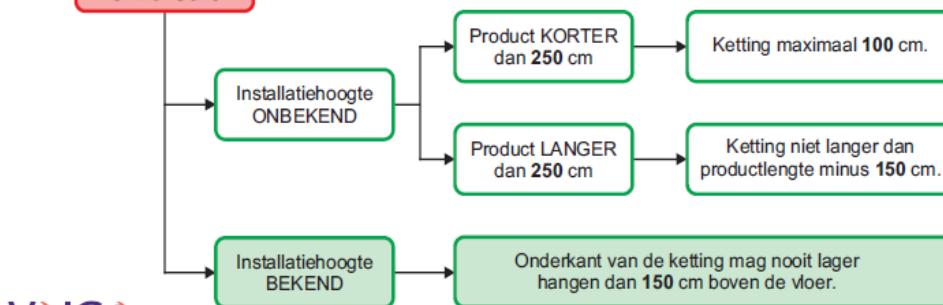 Product KORTER
dan 250 cm
Ketting maximaal 100 cm.
Installatiehoogte
ONBEKEND
Product LANGER
dan 250 cm
Ketting niet langer dan
productlengte minus 150 cm.
Installatiehoogte
BEKEND
Onderkant van de ketting mag nooit lager
hangen dan 150 cm boven de vloer.